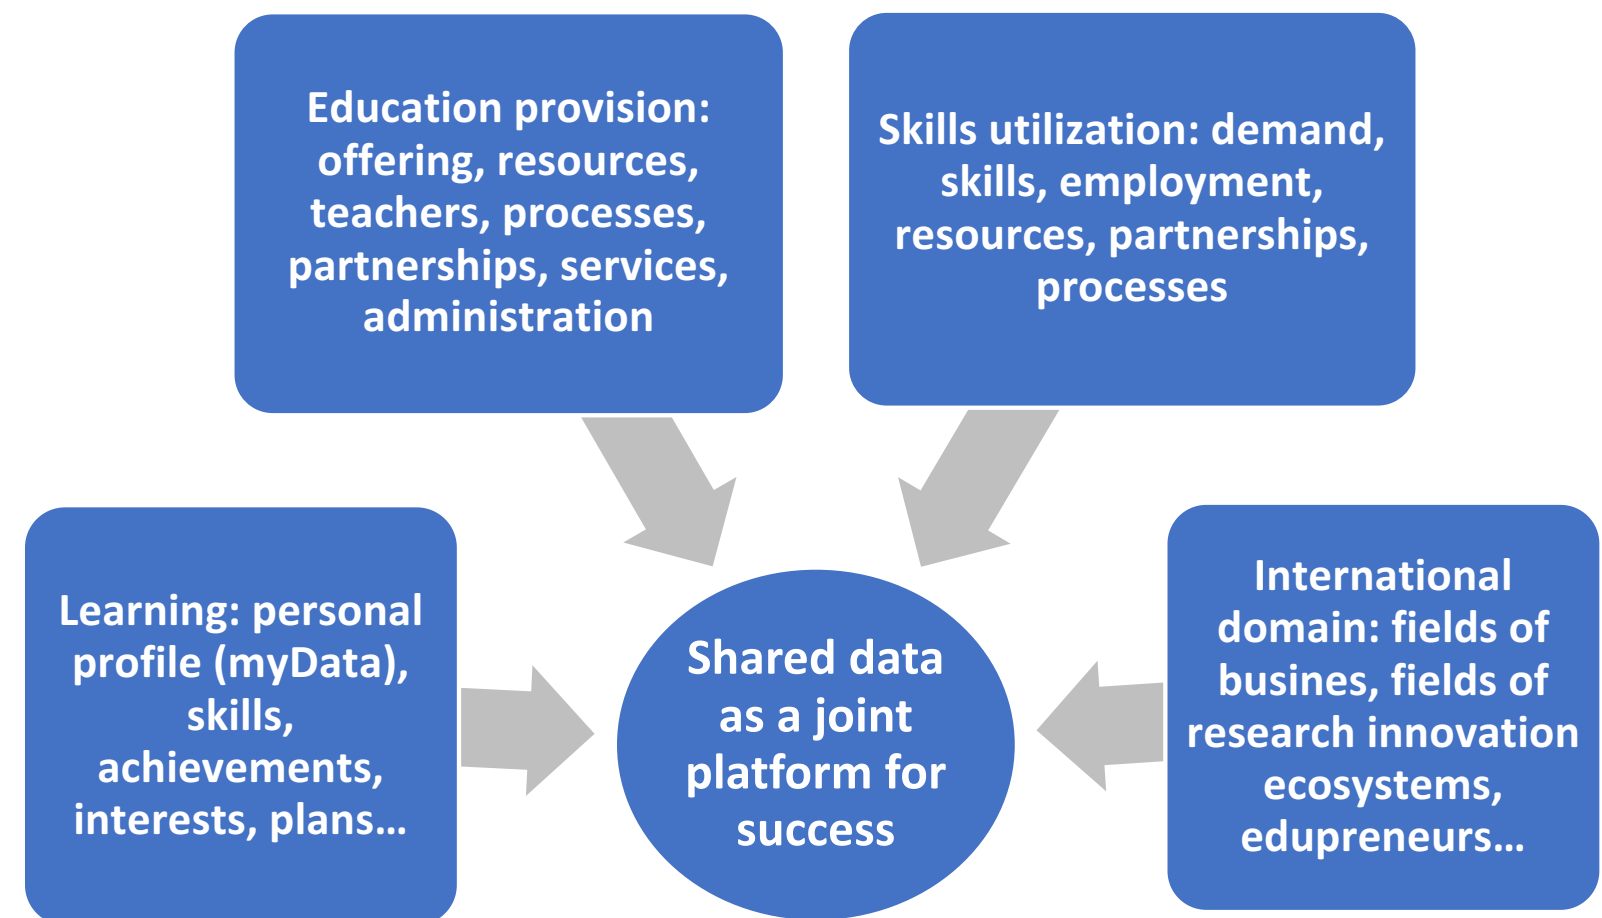 Education provision:
offering, resources,
teachers, processes,
partnerships, services,
administration
Skills utilization: demand,
skills, employment,
resources, partnerships,
processes
Learning: personal
profile (myData),
skills,
achievements,
interests, plans...
Shared data
as a joint
platform for
success
International
domain: fields of
busines, fields of
research innovation
ecosystems,
edupreneurs...